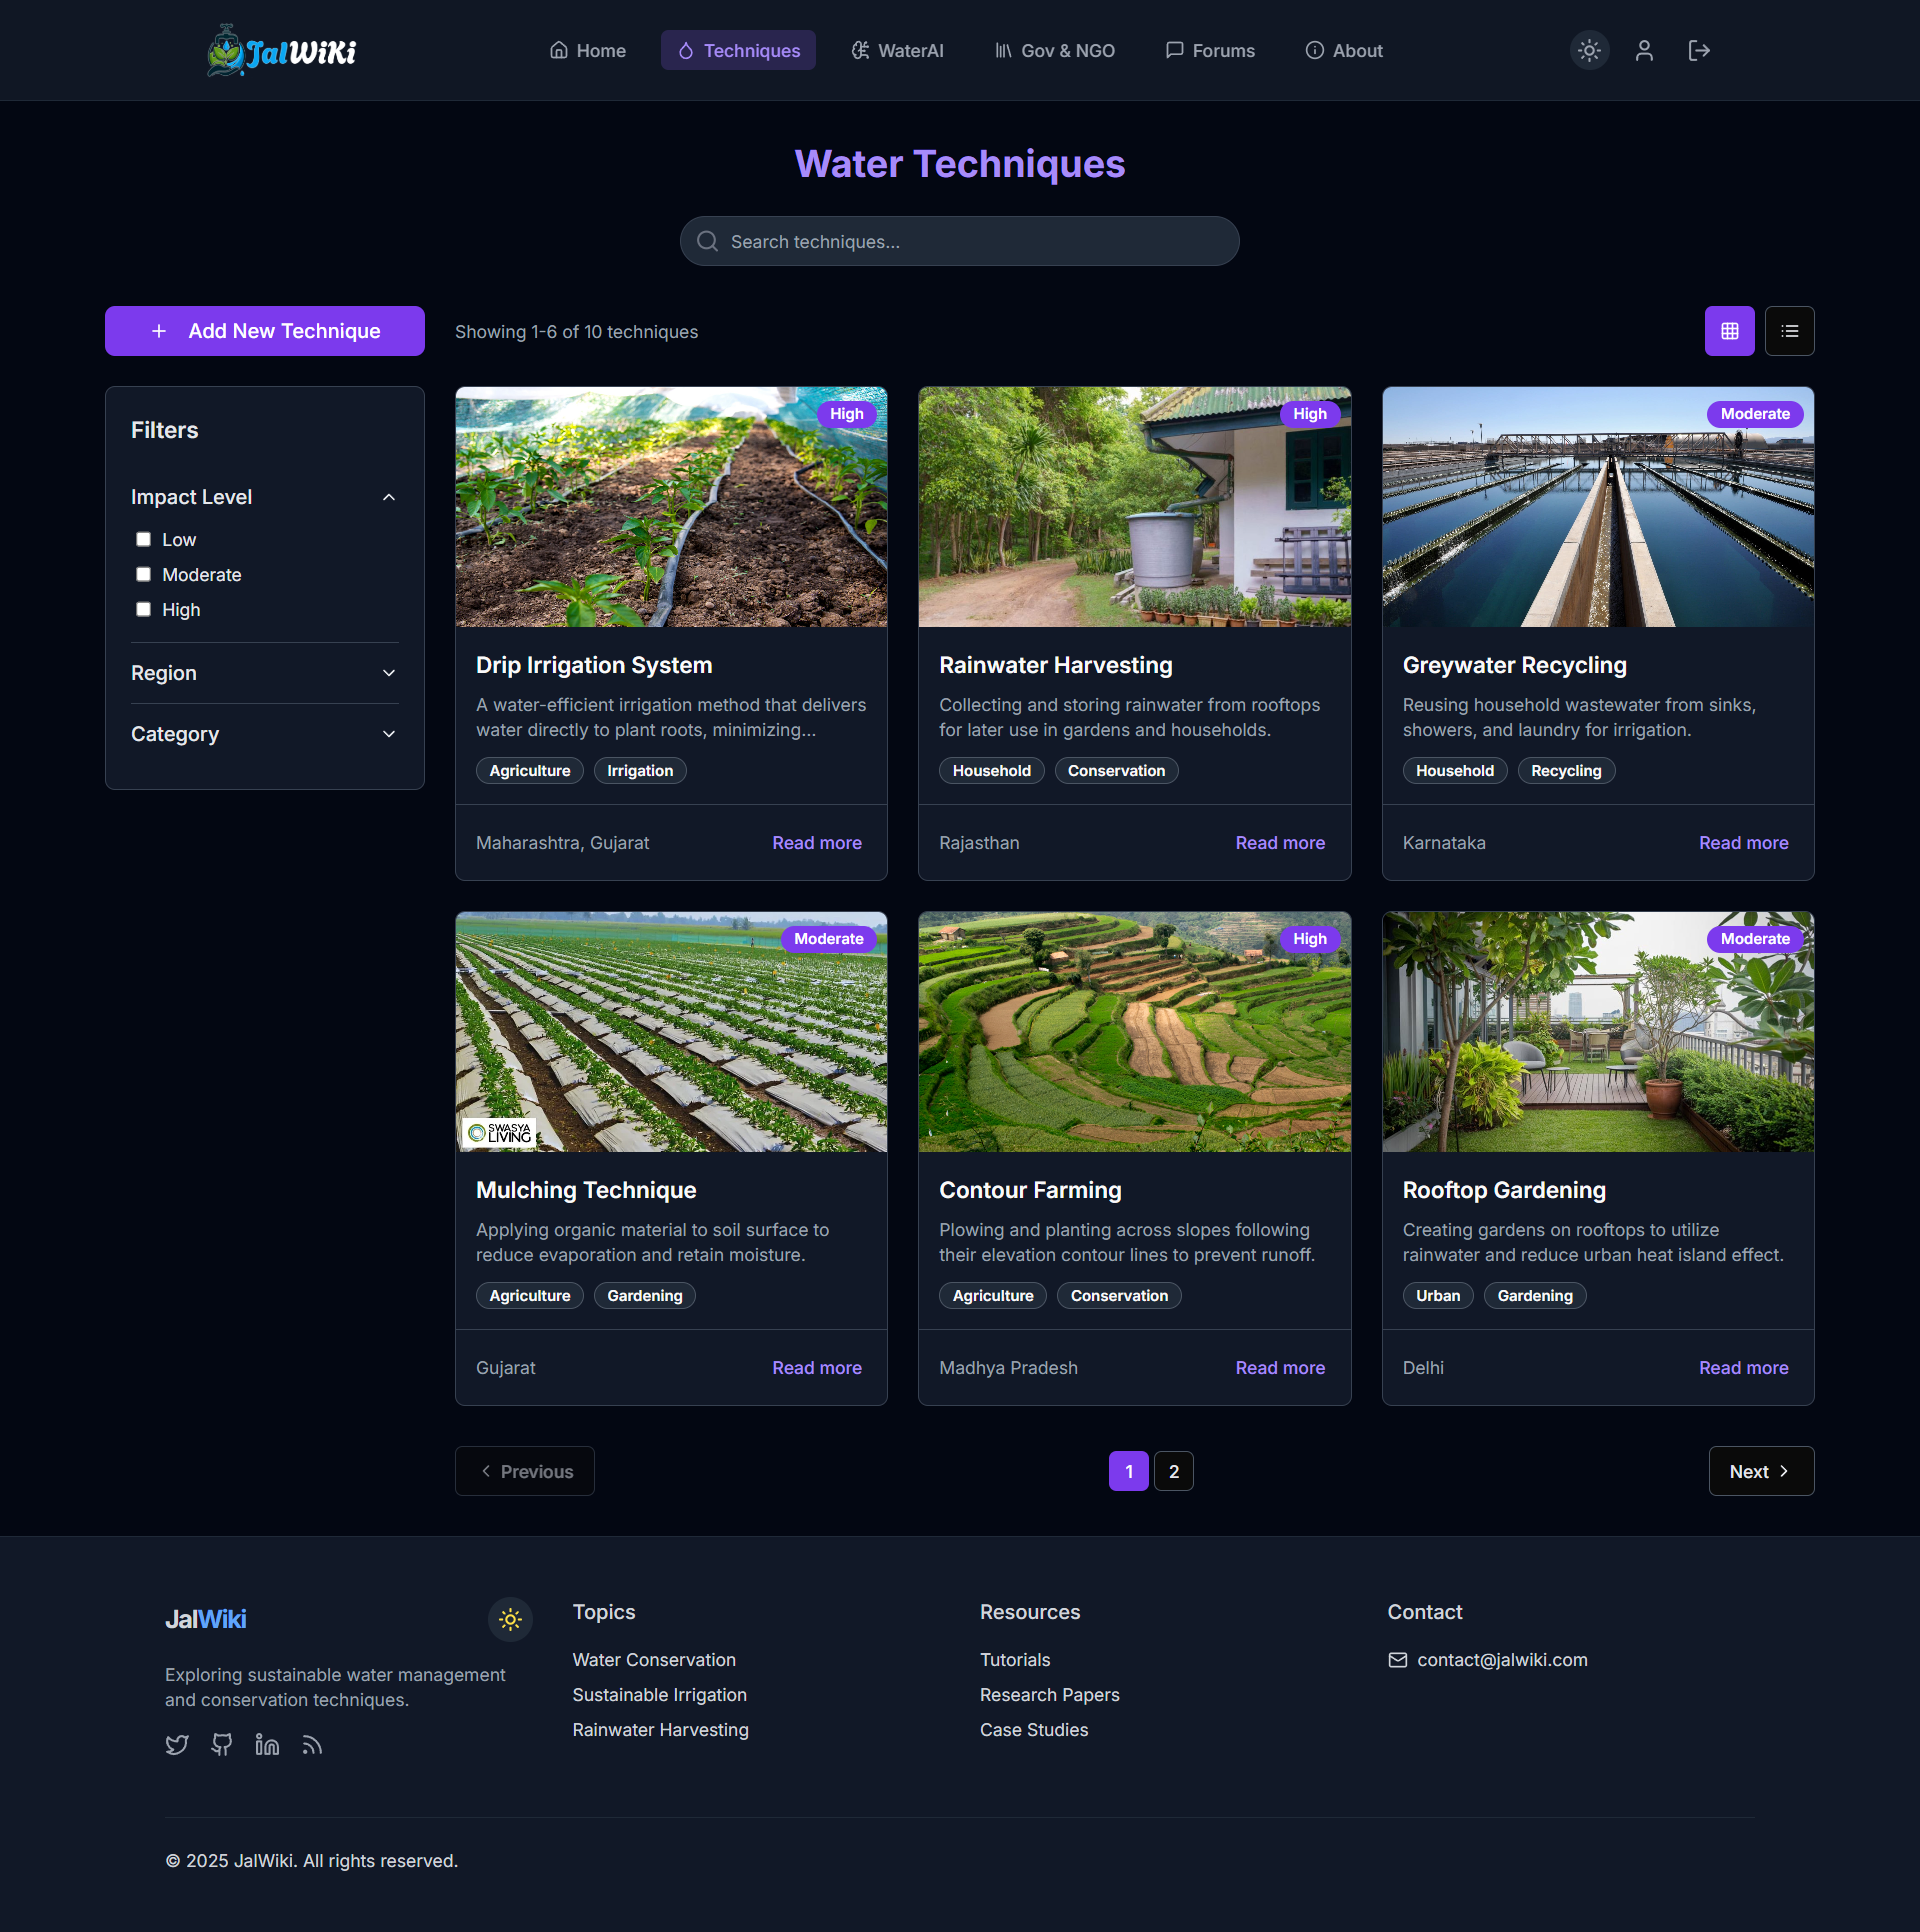 JalWiKi
Home
Techniques
WaterAI
Gov & NGO
Forums
About
Water Techniques
Search techniques...
Add New Technique
Showing 1-6 of 10 techniques
Filters
Impact Level
Low
Moderate
High
Region
Category
High
Drip Irrigation System
A water-efficient irrigation method that delivers
water directly to plant roots, minimizing...
Agriculture
Irrigation
Maharashtra, Gujarat
Read more
High
Rainwater Harvesting
Collecting and storing rainwater from rooftops
for later use in gardens and households.
Household
Conservation
Rajasthan
Read more
Moderate
Greywater Recycling
Reusing household wastewater from sinks,
showers, and laundry for irrigation.
Household
Recycling
Karnataka
Read more
Moderate
SWASYA
LIVING
Mulching Technique
Applying organic material to soil surface to
reduce evaporation and retain moisture.
Agriculture
Gardening
Gujarat
Read more
High
Contour Farming
Plowing and planting across slopes following
their elevation contour lines to prevent runoff.
Agriculture
Conservation
Madhya Pradesh
Read more
Moderate
Rooftop Gardening
Creating gardens on rooftops to utilize
rainwater and reduce urban heat island effect.
Urban
Gardening
Delhi
Read more
Previous
1
2
Next
JalWiki
Exploring sustainable water management
and conservation techniques.
Topics
Water Conservation
Sustainable Irrigation
Rainwater Harvesting
Resources
Tutorials
Research Papers
Case Studies
Contact
contact@jalwiki.com
© 2025 JalWiki. All rights reserved.